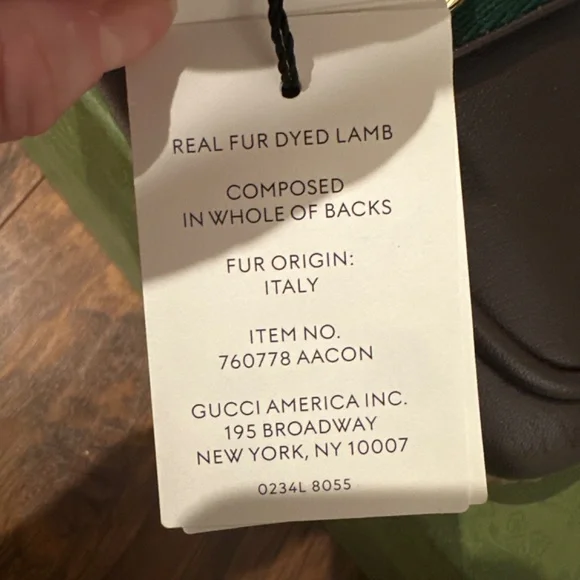 REAL FUR DYED LAMB
COMPOSED
IN WHOLE OF BACKS
FUR ORIGIN:
ITALY
ITEM NO.
760778 AACON
GUCCI AMERICA INC.
195 BROADWAY
NEW YORK, NY 10007
0234L 8055